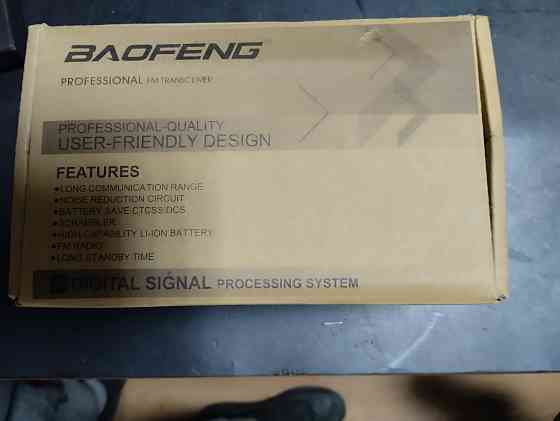 BAOFENG
PROFESSIONAL FM TRANSCEIVER
PROFESSIONAL-QUALITY
USER-FRIENDLY DESIGN
FEATURES
•LONG COMMUNICATION RANGE
•NOISE REDUCTION CIRCUIT
•BATTERY SAVE CTCSS/DCS
•SCRAMBLER
•HIGH-CAPABILITY LI-ION BATTERY
•FM RADIO
•LONG STANDBY TIME
DIGITAL SIGNAL PROCESSING SYSTEM